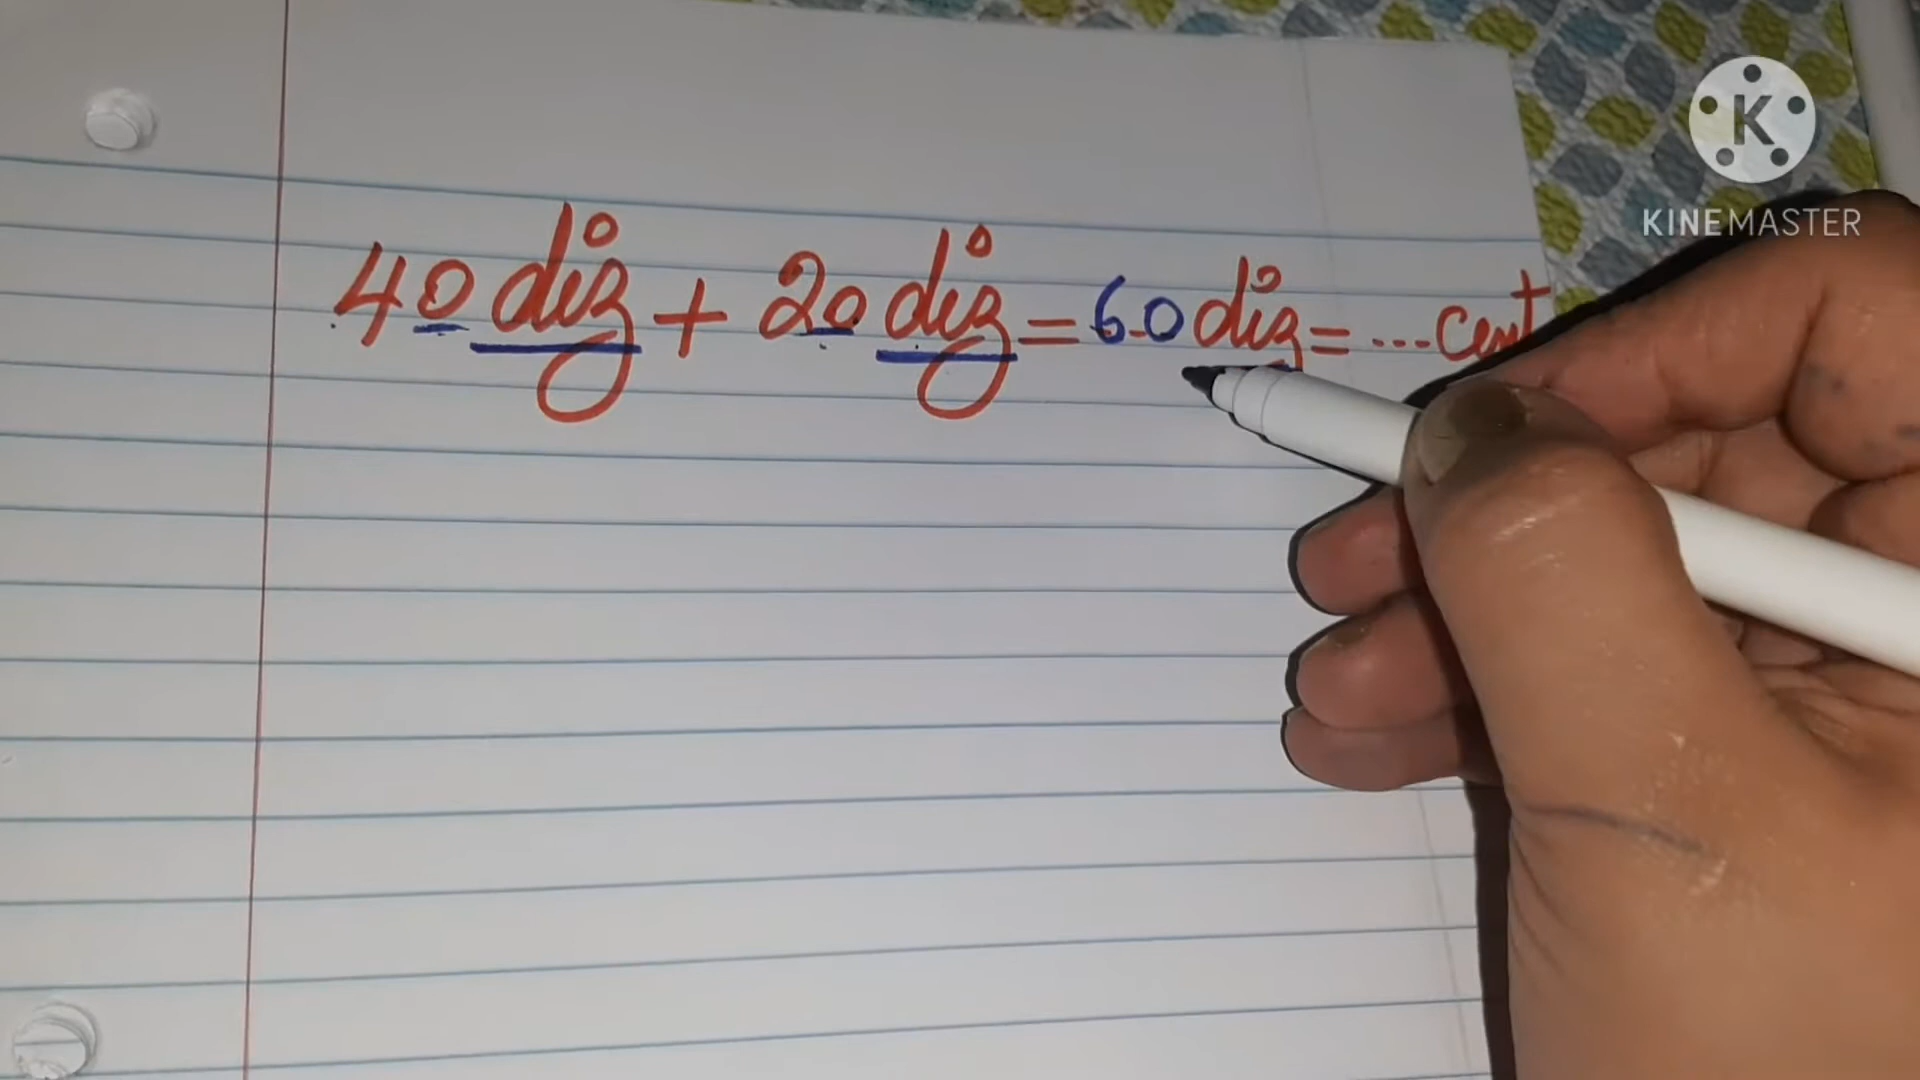 40 diz + 20 diz = 60 diz = ... cent
K
KINEMASTER